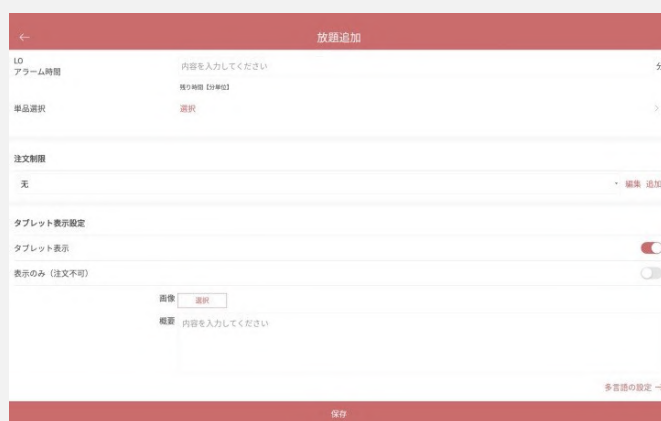 ← 放題追加
LO
アラーム時間 内容を入力してください 分
残り時間【分単位】
単品選択 選択 >
注文制限
无 ・ 編集 追加
タブレット表示設定
タブレット表示
表示のみ(注文不可)
画像 選択
概要 内容を入力してください
多言語の設定 →
保存